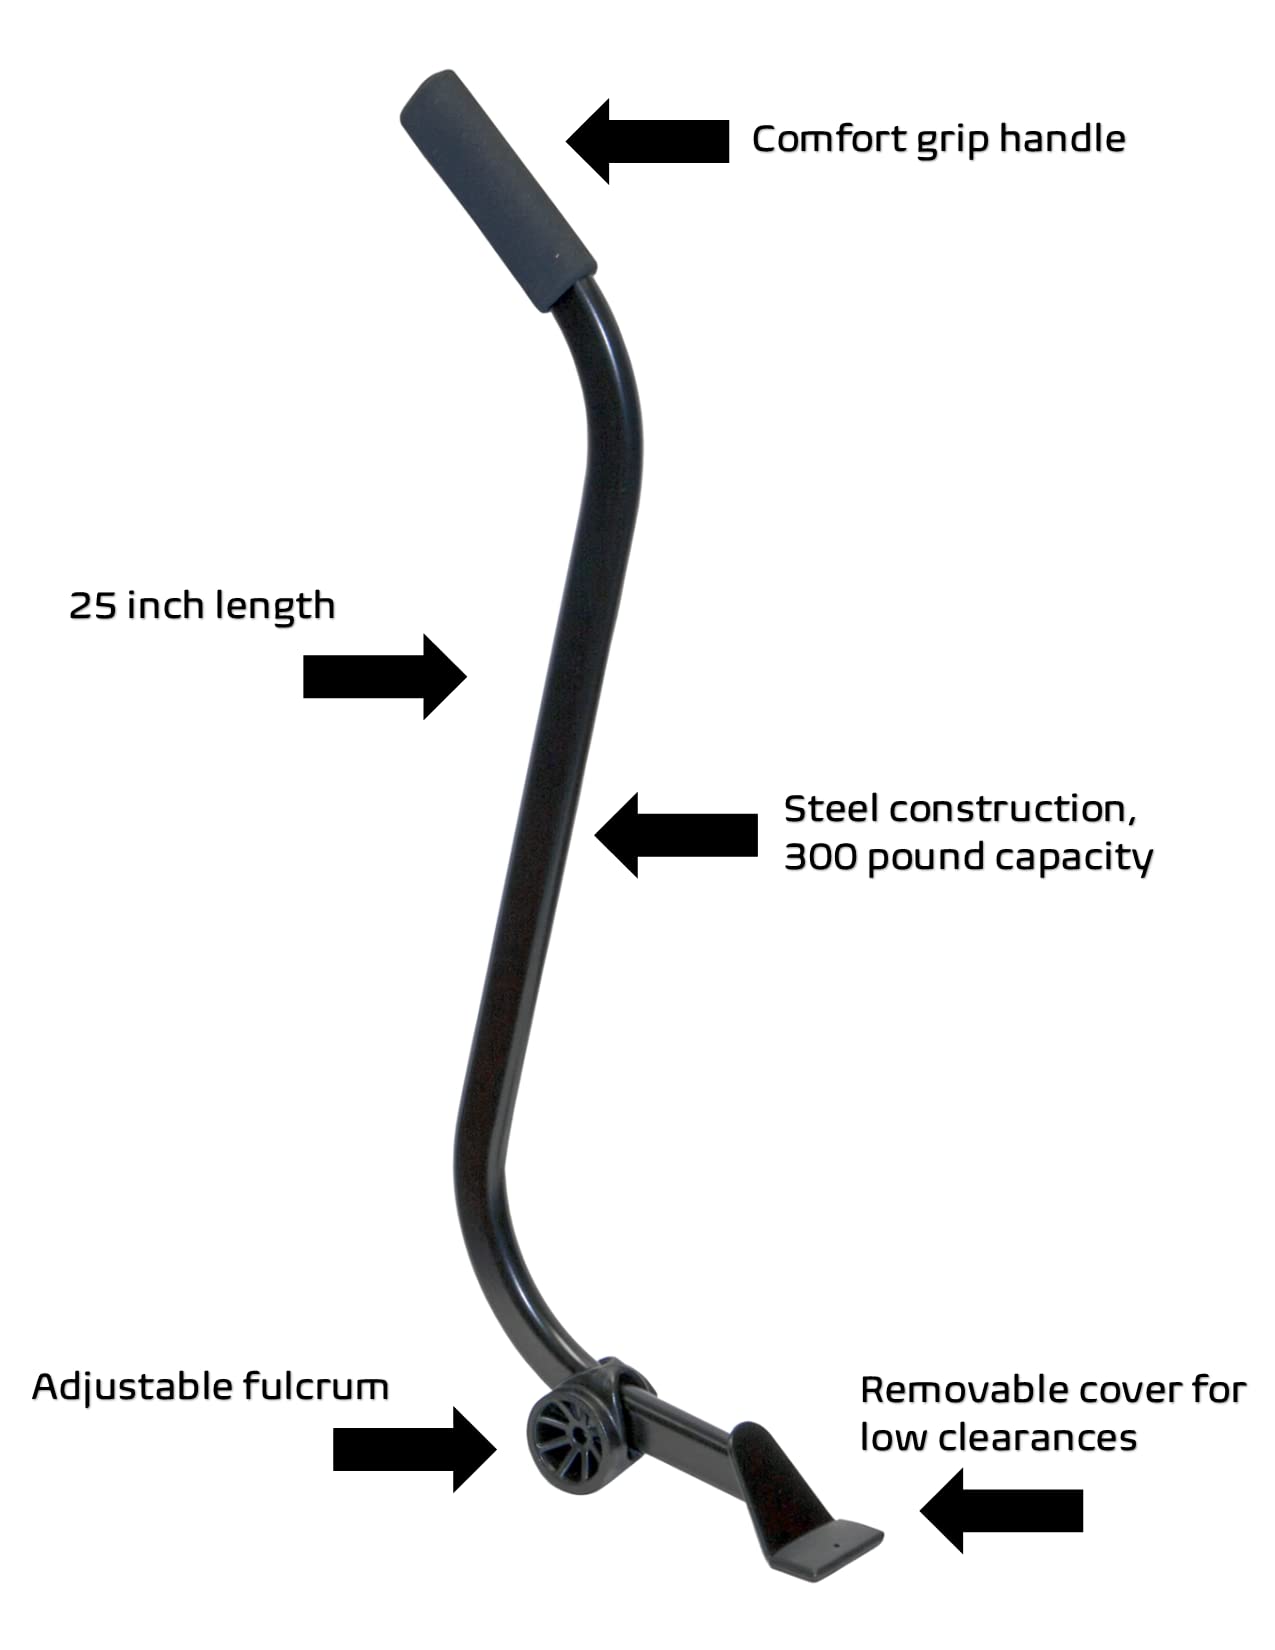 Comfort grip handle
25 inch length
Steel construction,
300 pound capacity
Adjustable fulcrum
Removable cover for
low clearances